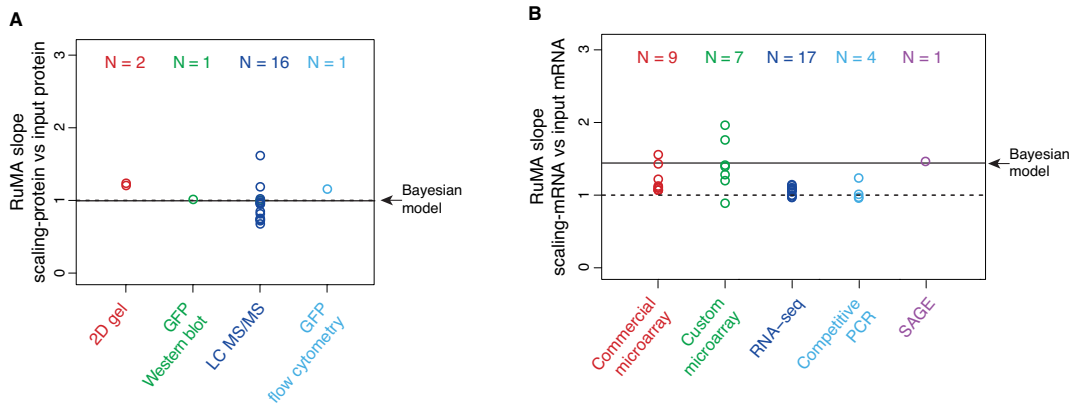 A
RuMA slope
scaling-protein vs input protein
3
2
1
0
N = 2
N = 1
N = 16
N = 1
Bayesian
model
2D gel
GFP
Western blot
LC MS/MS
GFP
flow cytometry
B
RuMA slope
scaling-mRNA vs input mRNA
3
2
1
0
N = 9
N = 7
N = 17
N = 4
N = 1
Bayesian
model
Commercial
microarray
Custom
microarray
RNA−seq
Competitive
PCR
SAGE